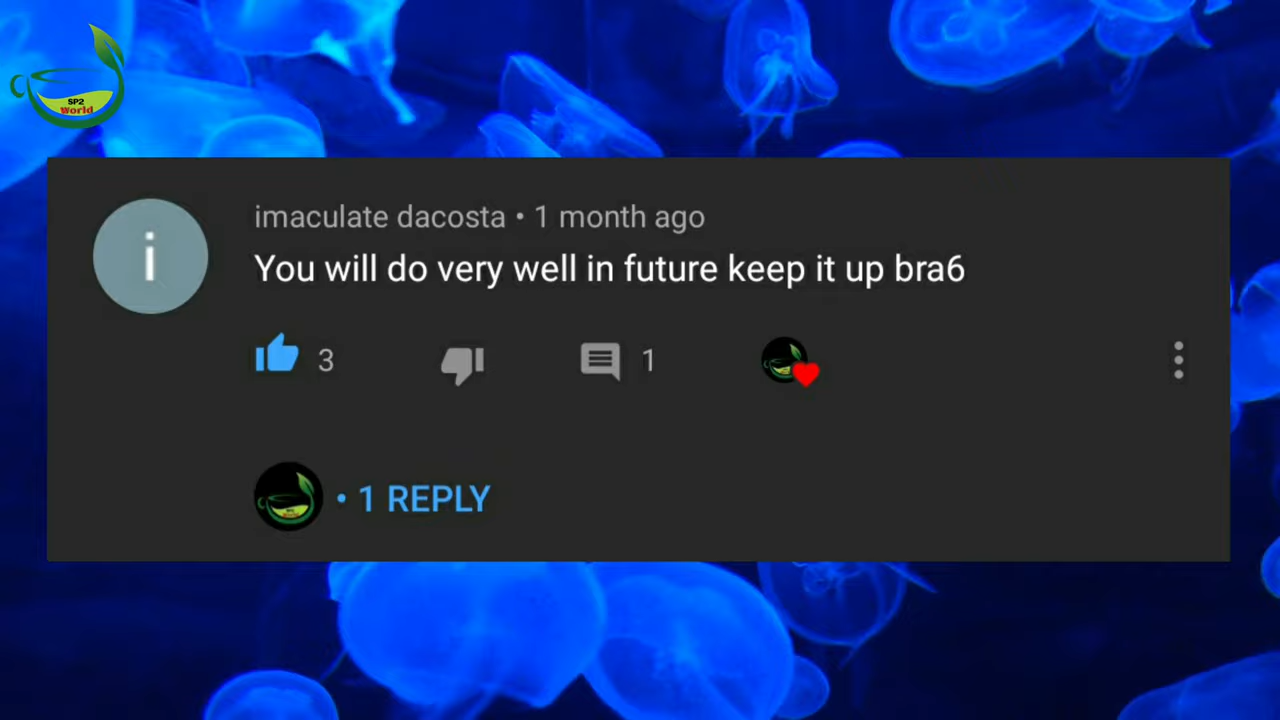 SP2
World
i
imaculate dacosta • 1 month ago
You will do very well in future keep it up bra6
3
1
• 1 REPLY